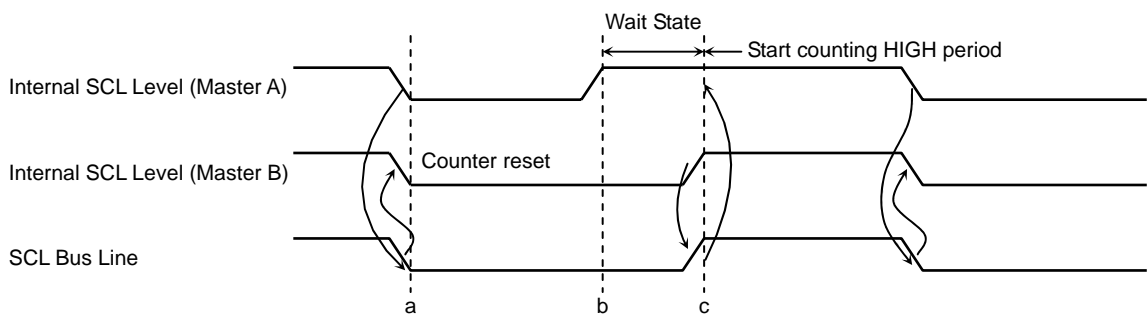 Wait State
Start counting HIGH period
Internal SCL Level (Master A)
Internal SCL Level (Master B)
Counter reset
SCL Bus Line
a
b
c